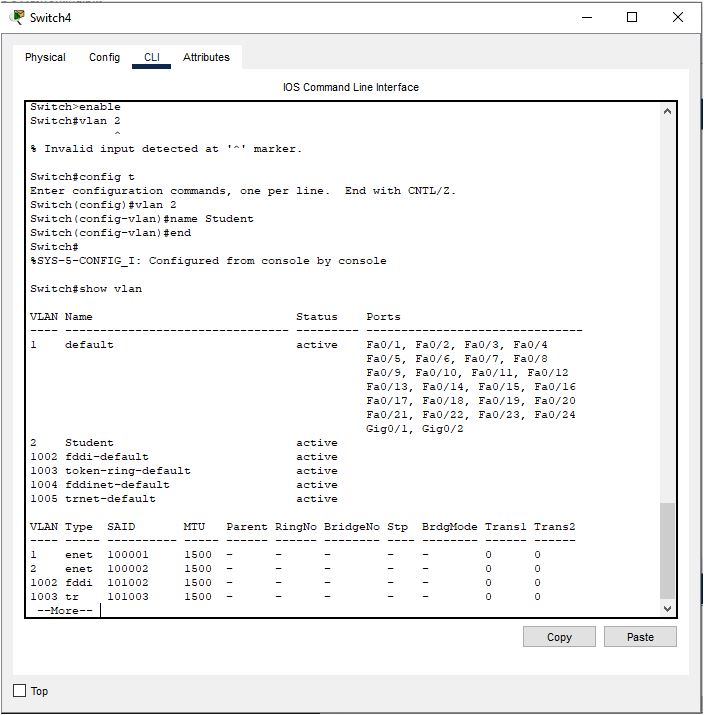 Switch4
Physical Config CLI Attributes
IOS Command Line Interface
Switch>enable
Switch#vlan 2
^
% Invalid input detected at '^' marker.
Switch#config t
Enter configuration commands, one per line. End with CNTL/Z.
Switch(config)#vlan 2
Switch(config-vlan)#name Student
Switch(config-vlan)#end
Switch#
%SYS-5-CONFIG_I: Configured from console by console
Switch#show vlan
VLAN Name Status Ports
---- -------------------------------- --------- -------------------------------
1 default active Fa0/1, Fa0/2, Fa0/3, Fa0/4
Fa0/5, Fa0/6, Fa0/7, Fa0/8
Fa0/9, Fa0/10, Fa0/11, Fa0/12
Fa0/13, Fa0/14, Fa0/15, Fa0/16
Fa0/17, Fa0/18, Fa0/19, Fa0/20
Fa0/21, Fa0/22, Fa0/23, Fa0/24
Gig0/1, Gig0/2
2 Student active
1002 fddi-default active
1003 token-ring-default active
1004 fddinet-default active
1005 trnet-default active
VLAN Type SAID MTU Parent RingNo BridgeNo Stp BrdgMode Trans1 Trans2
---- ----- ---------- ----- ------ ------ -------- --- -------- ------ ------
1 enet 100001 1500 - - - - - 0 0
2 enet 100002 1500 - - - - - 0 0
1002 fddi 101002 1500 - - - - - 0 0
1003 tr 101003 1500 - - - - - 0 0
--More--
Copy Paste
Top